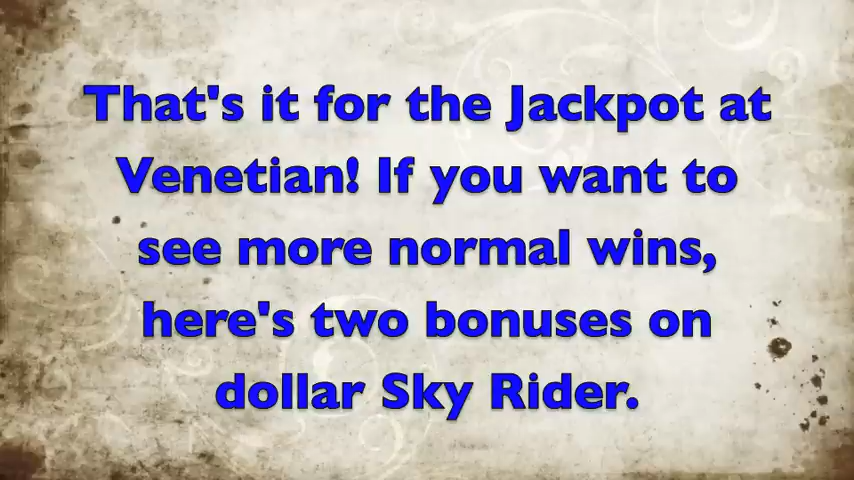 That's it for the Jackpot at
Venetian! If you want to
see more normal wins,
here's two bonuses on
dollar Sky Rider.